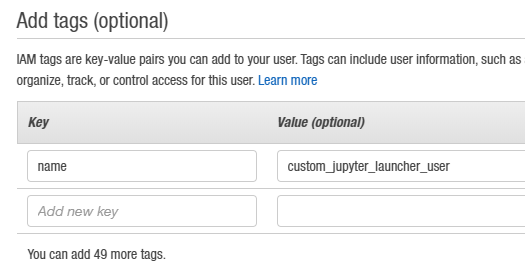 Add tags (optional)
IAM tags are key-value pairs you can add to your user. Tags can include user information, such as
organize, track, or control access for this user. Learn more
Key Value (optional)
name custom_jupyter_launcher_user
Add new key
You can add 49 more tags.